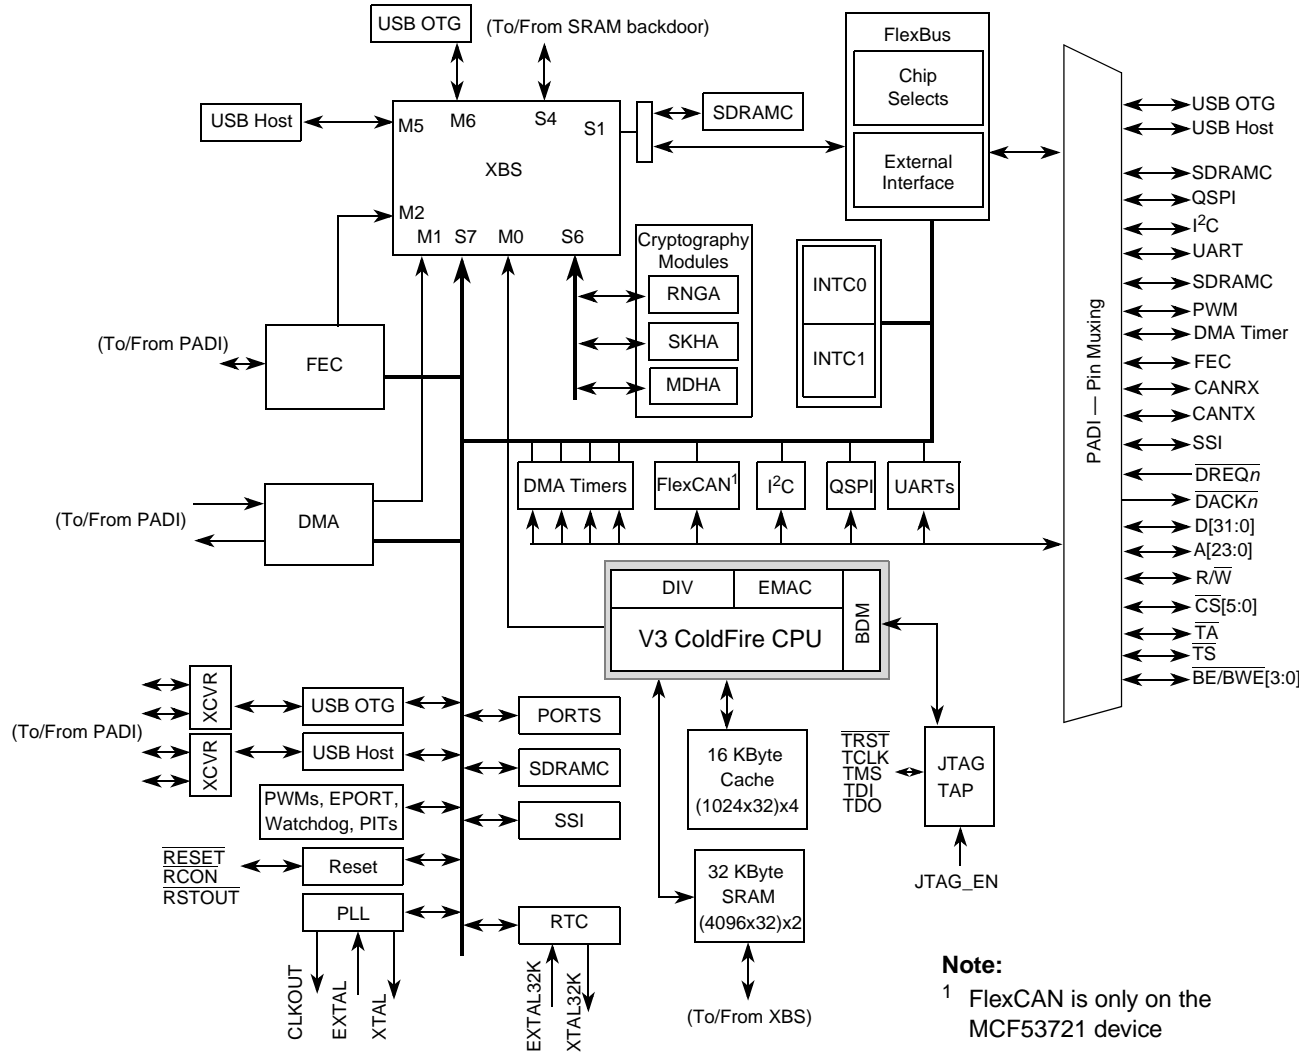 USB OTG
(To/From SRAM backdoor)
FlexBus
Chip
Selects
External
Interface
USB Host
M5
M6
S4
S1
XBS
M2
M1
S7
M0
S6
SDRAMC
Cryptography
Modules
RNGA
SKHA
MDHA
INTC0
INTC1
(To/From PADI)
FEC
(To/From PADI)
DMA
DMA Timers
FlexCAN¹
I²C
QSPI
UARTs
PADI — Pin Muxing
USB OTG
USB Host
SDRAMC
QSPI
I²C
UART
SDRAMC
PWM
DMA Timer
FEC
CANRX
CANTX
SSI
DREQn
DACKn
D[31:0]
A[23:0]
R/W
CS[5:0]
TA
TS
BE/BWE[3:0]
DIV
EMAC
BDM
V3 ColdFire CPU
XCVR
USB OTG
(To/From PADI)
XCVR
USB Host
PWMs, EPORT,
Watchdog, PITs
RESET
RCON
RSTOUT
Reset
PLL
CLKOUT
EXTAL
XTAL
PORTS
SDRAMC
SSI
RTC
EXTAL32K
XTAL32K
16 KByte
Cache
(1024x32)x4
32 KByte
SRAM
(4096x32)x2
(To/From XBS)
TRST
TCLK
TMS
TDI
TDO
JTAG
TAP
JTAG_EN
Note:
¹ FlexCAN is only on the
MCF53721 device